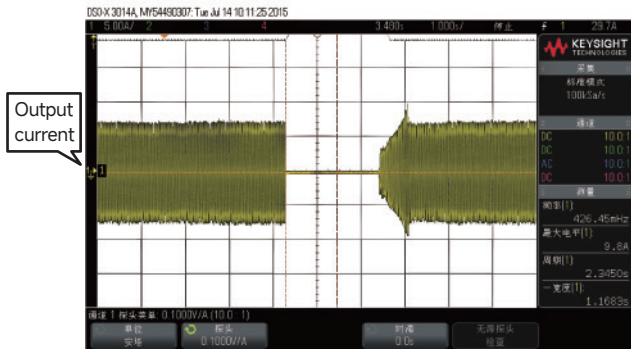 DSO-X 3014A, MY54490307: Tue Jul 14 10:11:25 2015
1 5.00A/ 2 3 4 3.480s 1.000s/ 停止 1 29.7A
KEYSIGHT
TECHNOLOGIES
采集
标准模式
100kSa/s
Output
current
通道
DC 10.0:1
DC 10.0:1
AC 10.0:1
DC 10.0:1
1
测量
频率(1):
426.45mHz
最大电平(1):
9.8A
周期(1):
2.3450s
一宽度(1):
1.1683s
通道 1 探头菜单: 0.1000V/A (10.0 :1)
单位
安培
探头
0.1000V/A
时滞
0.0s
无源探头
检查